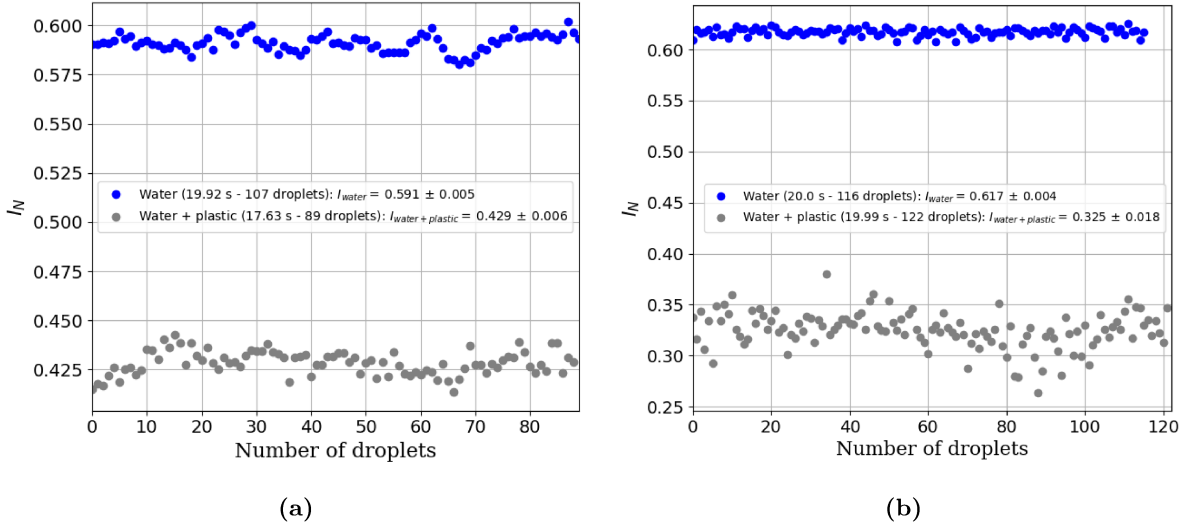 0.600
0.575
0.550
0.525
0.500
0.475
0.450
0.425
I_N
Water (19.92 s - 107 droplets): I_water = 0.591 ± 0.005
Water + plastic (17.63 s - 89 droplets): I_water+plastic = 0.429 ± 0.006
0 10 20 30 40 50 60 70 80
Number of droplets
(a)
0.60
0.55
0.50
0.45
0.40
0.35
0.30
0.25
I_N
Water (20.0 s - 116 droplets): I_water = 0.617 ± 0.004
Water + plastic (19.99 s - 122 droplets): I_water+plastic = 0.325 ± 0.018
0 20 40 60 80 100 120
Number of droplets
(b)